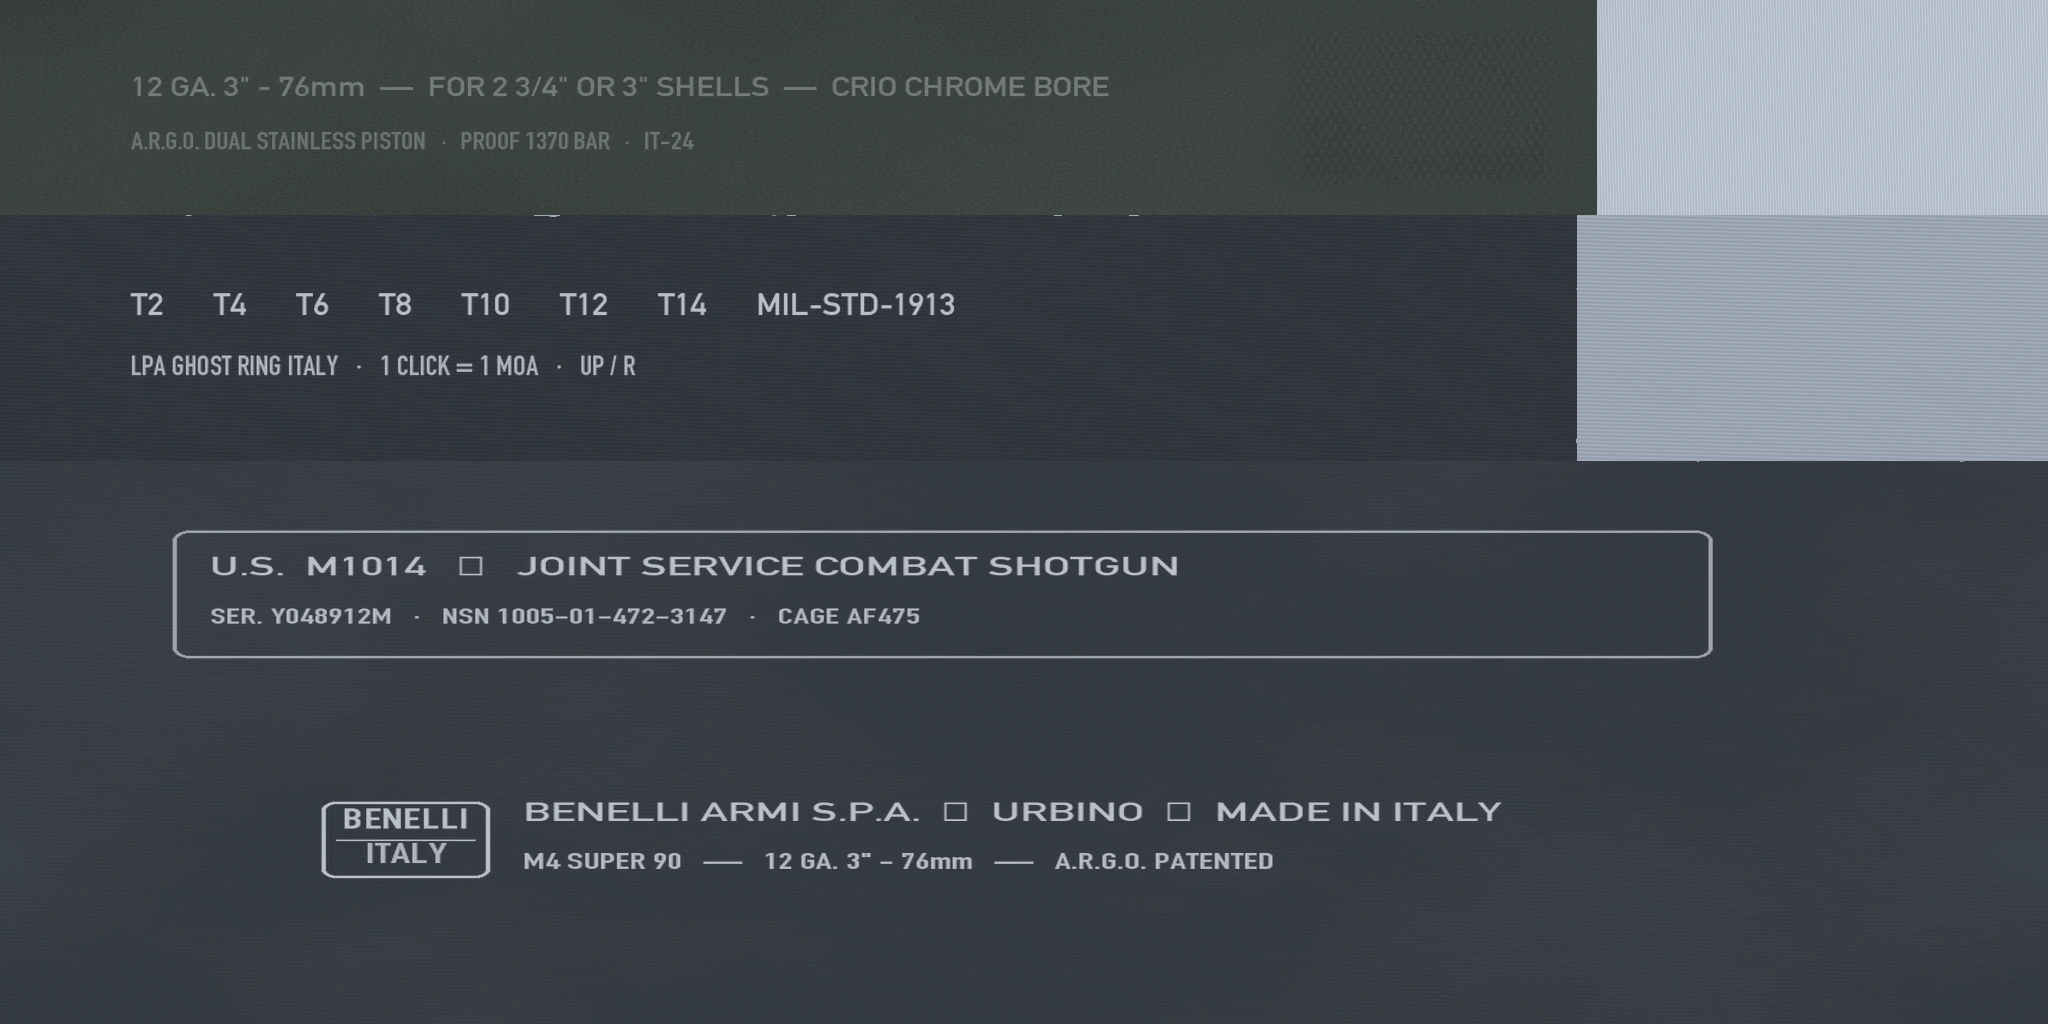 12 GA. 3" - 76mm — FOR 2 3/4" OR 3" SHELLS — CRIO CHROME BORE
A.R.G.O. DUAL STAINLESS PISTON · PROOF 1370 BAR · IT-24
T2 T4 T6 T8 T10 T12 T14 MIL-STD-1913
LPA GHOST RING ITALY · 1 CLICK = 1 MOA · UP / R
U.S. M1014 □ JOINT SERVICE COMBAT SHOTGUN
SER. Y048912M · NSN 1005-01-472-3147 · CAGE AF475
BENELLI
ITALY
BENELLI ARMI S.P.A. □ URBINO □ MADE IN ITALY
M4 SUPER 90 — 12 GA. 3" - 76mm — A.R.G.O. PATENTED